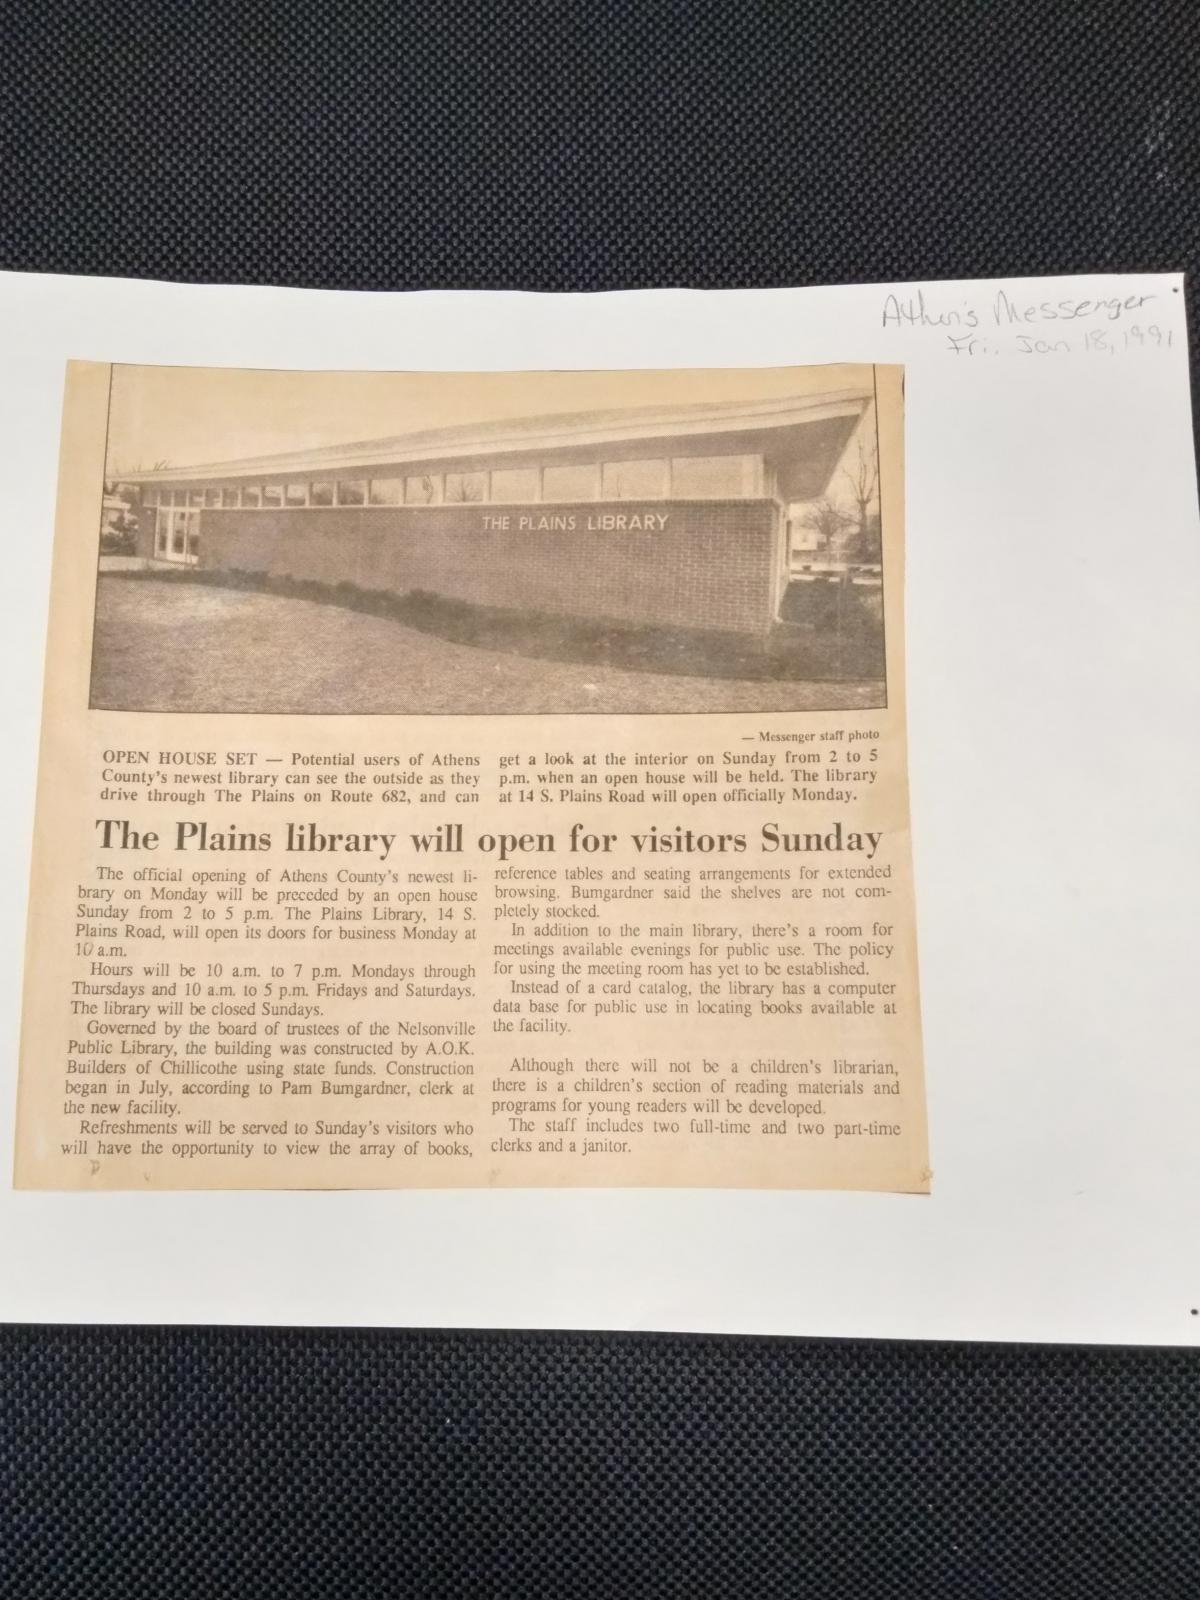 Athen's Messenger
Fri. Jan 18, 1991
THE PLAINS LIBRARY
— Messenger staff photo
OPEN HOUSE SET — Potential users of Athens
County's newest library can see the outside as they
drive through The Plains on Route 682, and can
get a look at the interior on Sunday from 2 to 5
p.m. when an open house will be held. The library
at 14 S. Plains Road will open officially Monday.
The Plains library will open for visitors Sunday
The official opening of Athens County's newest li-
brary on Monday will be preceded by an open house
Sunday from 2 to 5 p.m. The Plains Library, 14 S.
Plains Road, will open its doors for business Monday at
10 a.m.
Hours will be 10 a.m. to 7 p.m. Mondays through
Thursdays and 10 a.m. to 5 p.m. Fridays and Saturdays.
The library will be closed Sundays.
Governed by the board of trustees of the Nelsonville
Public Library, the building was constructed by A.O.K.
Builders of Chillicothe using state funds. Construction
began in July, according to Pam Bumgardner, clerk at
the new facility.
Refreshments will be served to Sunday's visitors who
will have the opportunity to view the array of books,
reference tables and seating arrangements for extended
browsing. Bumgardner said the shelves are not com-
pletely stocked.
In addition to the main library, there's a room for
meetings available evenings for public use. The policy
for using the meeting room has yet to be established.
Instead of a card catalog, the library has a computer
data base for public use in locating books available at
the facility.
Although there will not be a children's librarian,
there is a children's section of reading materials and
programs for young readers will be developed.
The staff includes two full-time and two part-time
clerks and a janitor.